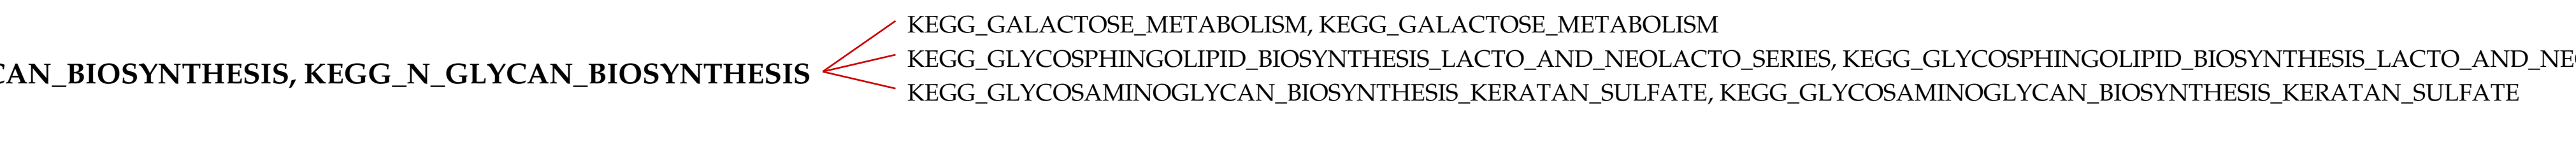 KEGG_GALACTOSE_METABOLISM, KEGG_GALACTOSE_METABOLISM
KEGG_GLYCOSPHINGOLIPID_BIOSYNTHESIS_LACTO_AND_NEOLACTO_SERIES, KEGG_GLYCOSPHINGOLIPID_BIOSYNTHESIS_LACTO_AND_NE
CAN_BIOSYNTHESIS, KEGG_N_GLYCAN_BIOSYNTHESIS
KEGG_GLYCOSAMINOGLYCAN_BIOSYNTHESIS_KERATAN_SULFATE, KEGG_GLYCOSAMINOGLYCAN_BIOSYNTHESIS_KERATAN_SULFATE